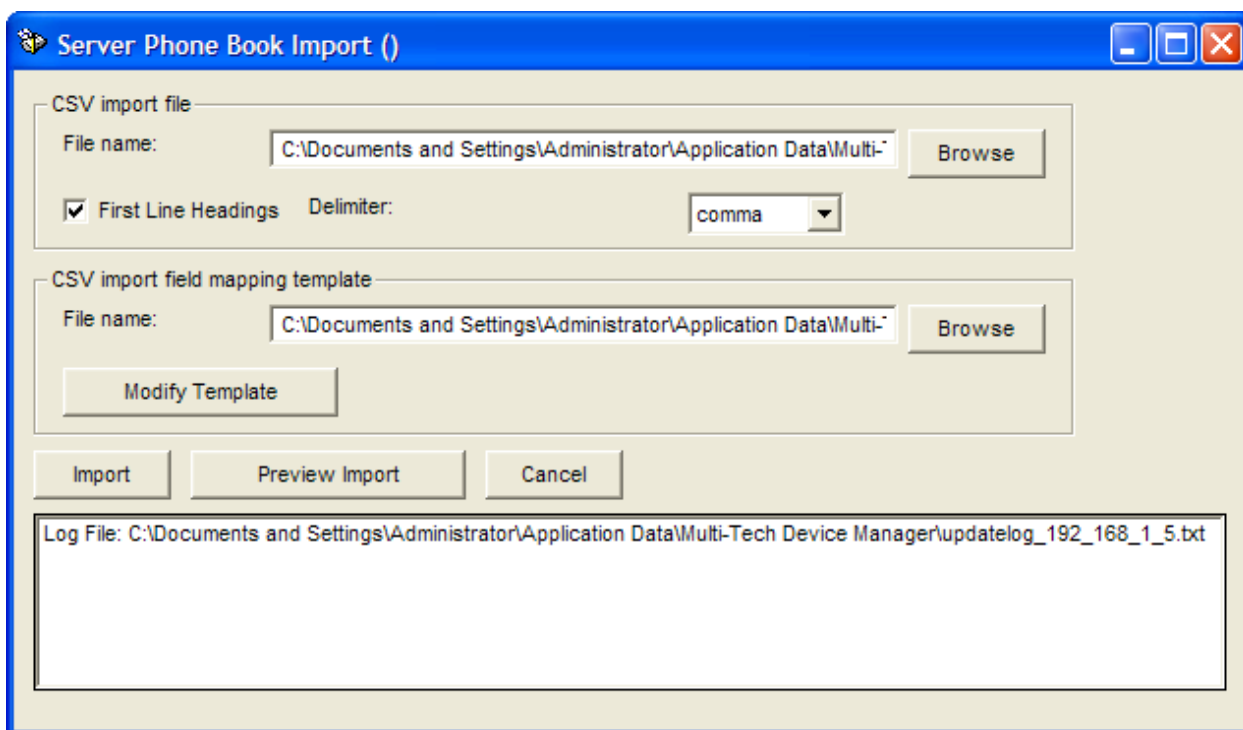 Server Phone Book Import ()
CSV import file
File name:
C:\Documents and Settings\Administrator\Application Data\Multi-
Browse
First Line Headings
Delimiter:
comma
CSV import field mapping template
File name:
C:\Documents and Settings\Administrator\Application Data\Multi-
Browse
Modify Template
Import
Preview Import
Cancel
Log File: C:\Documents and Settings\Administrator\Application Data\Multi-Tech Device Manager\updatelog_192_168_1_5.txt